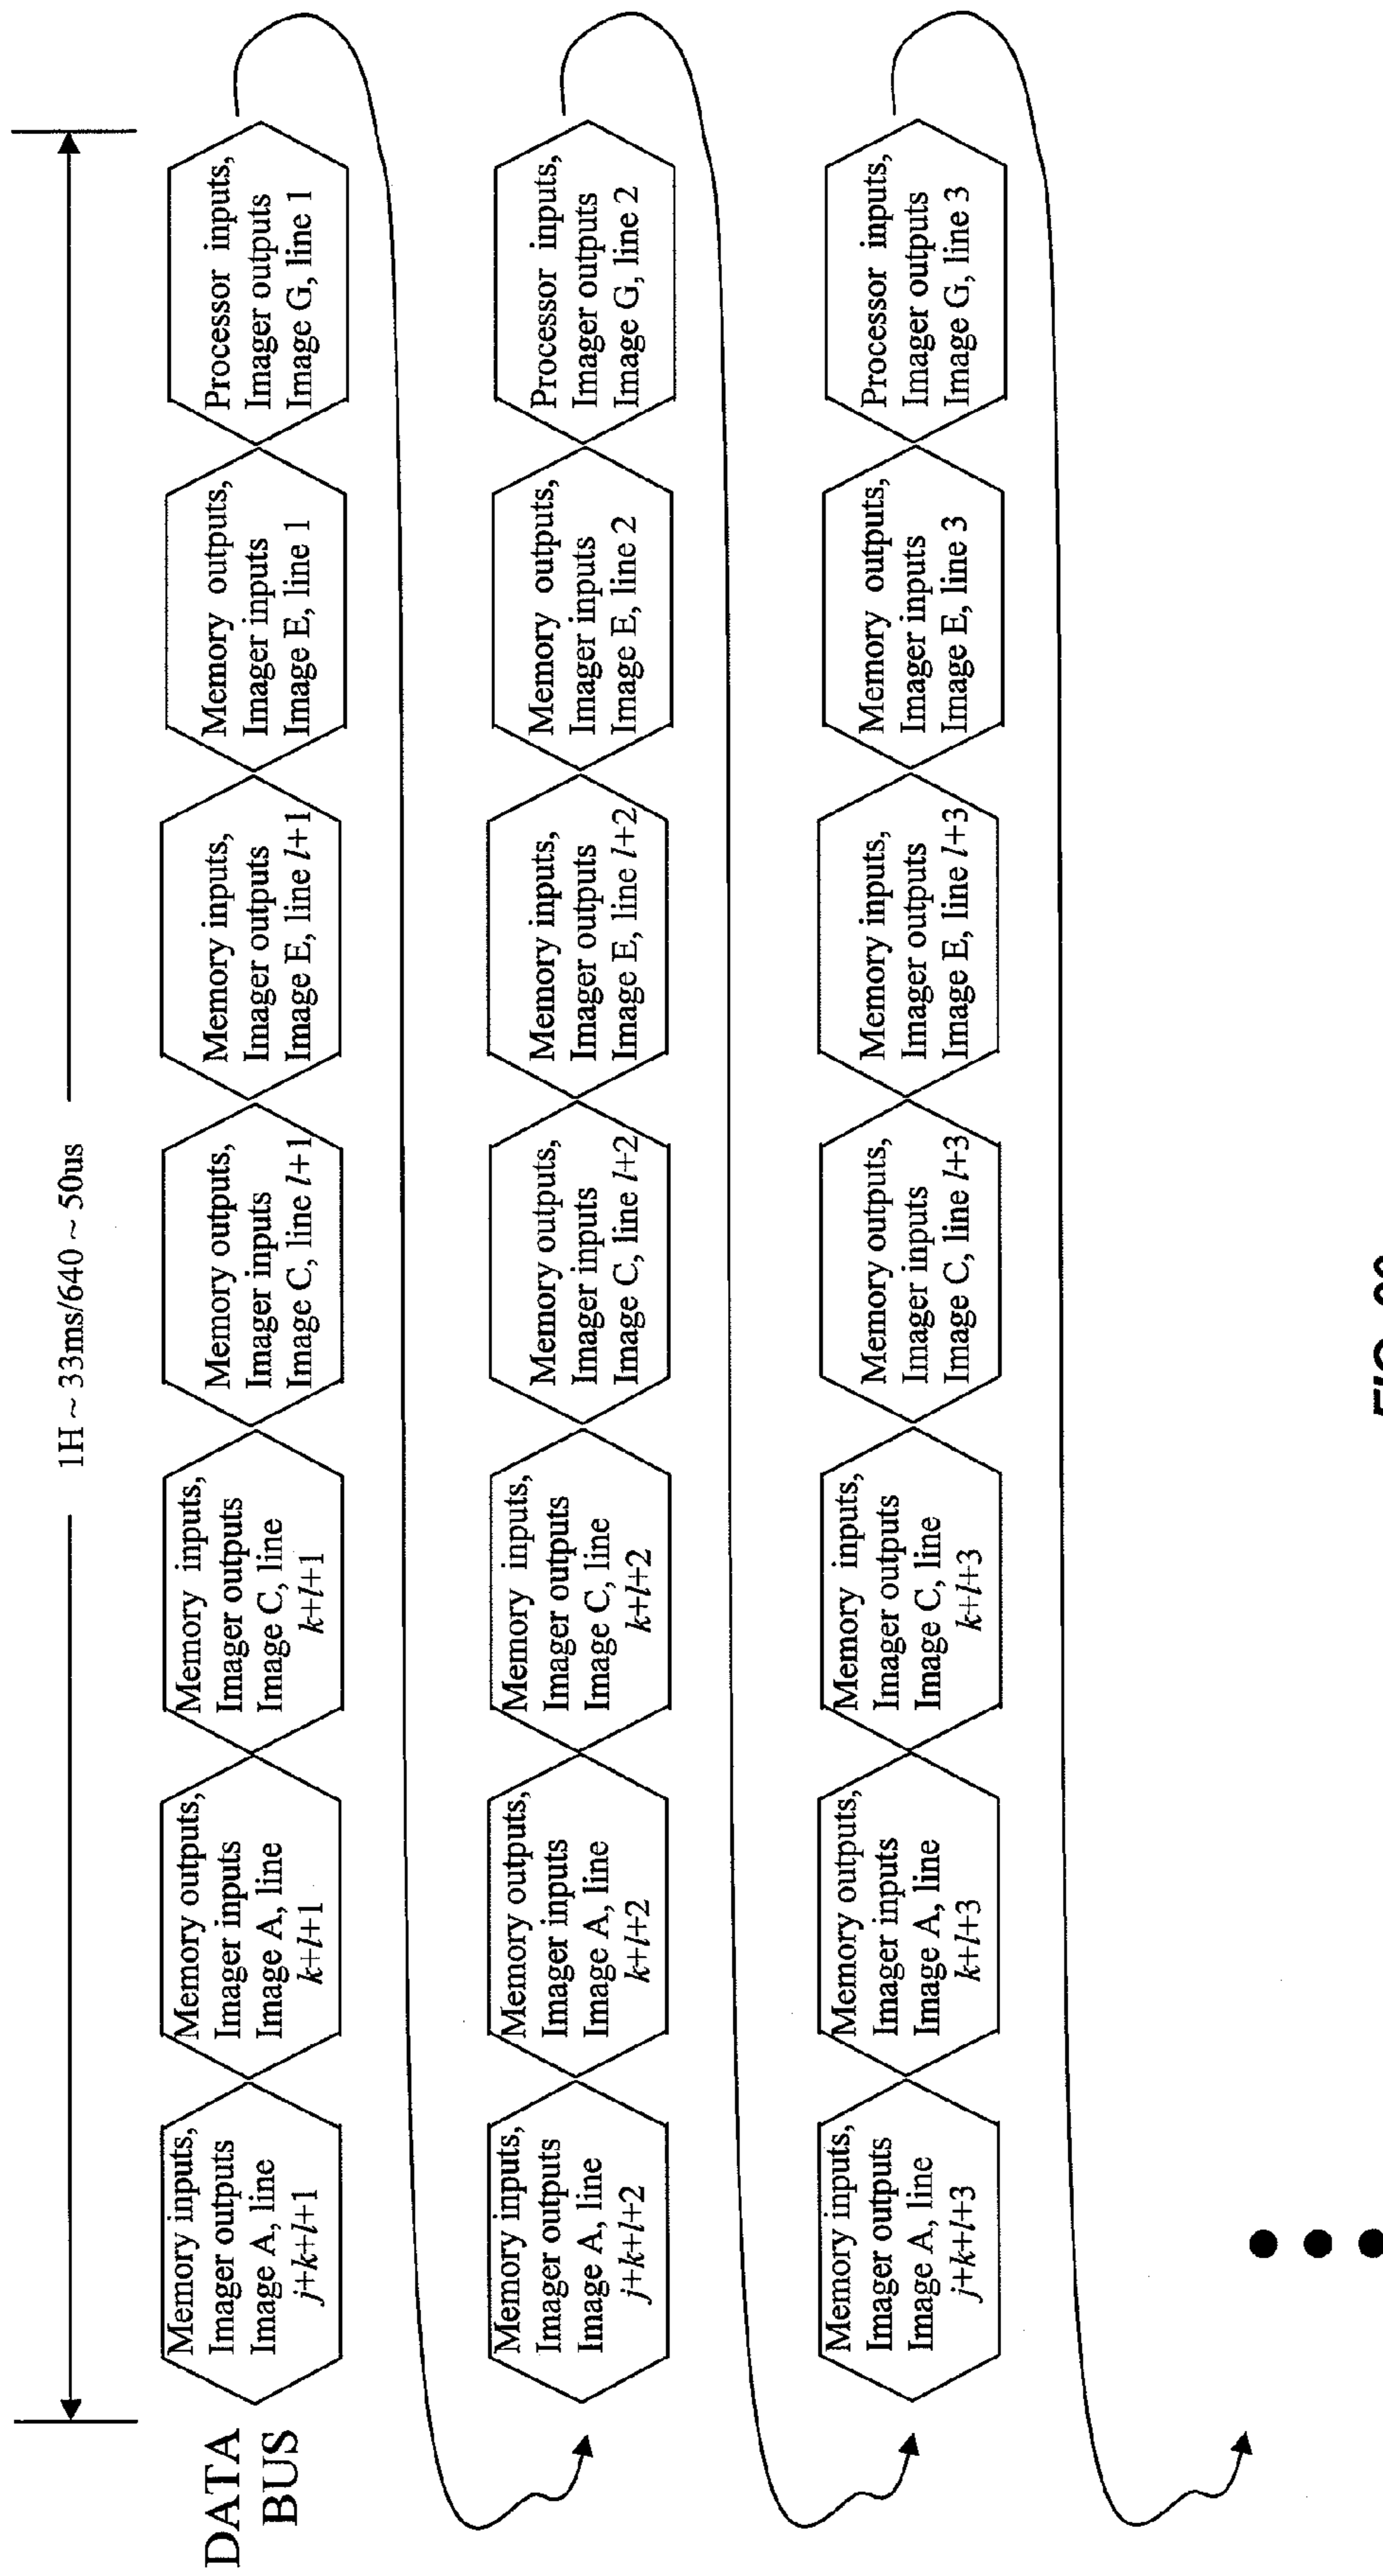 1H ~ 33ms/640 ~ 50us
DATA
BUS
Memory inputs,
Imager outputs
Image A, line
j+k+l+1
Memory outputs,
Imager inputs
Image A, line
k+l+1
Memory inputs,
Imager outputs
Image C, line
k+l+1
Memory outputs,
Imager inputs
Image C, line l+1
Memory inputs,
Imager outputs
Image E, line l+1
Memory outputs,
Imager inputs
Image E, line 1
Processor inputs,
Imager outputs
Image G, line 1
Memory inputs,
Imager outputs
Image A, line
j+k+l+2
Memory outputs,
Imager inputs
Image A, line
k+l+2
Memory inputs,
Imager outputs
Image C, line
k+l+2
Memory outputs,
Imager inputs
Image C, line l+2
Memory inputs,
Imager outputs
Image E, line l+2
Memory outputs,
Imager inputs
Image E, line 2
Processor inputs,
Imager outputs
Image G, line 2
Memory inputs,
Imager outputs
Image A, line
j+k+l+3
Memory outputs,
Imager inputs
Image A, line
k+l+3
Memory inputs,
Imager outputs
Image C, line
k+l+3
Memory outputs,
Imager inputs
Image C, line l+3
Memory inputs,
Imager outputs
Image E, line l+3
Memory outputs,
Imager inputs
Image E, line 3
Processor inputs,
Imager outputs
Image G, line 3